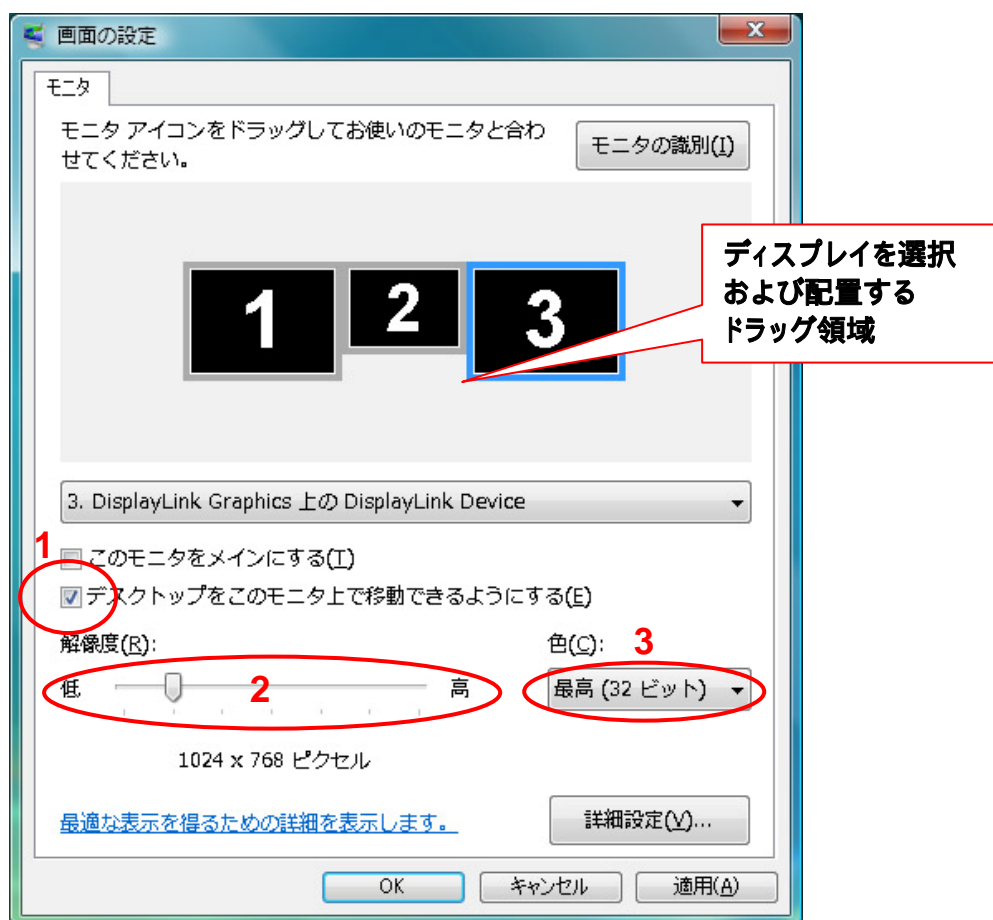 画面の設定
モニタ
モニタ アイコンをドラッグしてお使いのモニタと合わ
せてください。
モニタの識別(I)
1
2
3
ディスプレイを選択
および配置する
ドラッグ領域
3. DisplayLink Graphics 上の DisplayLink Device
1
このモニタをメインにする(T)
デスクトップをこのモニタ上で移動できるようにする(E)
解像度(R):
低
2
高
1024 x 768 ピクセル
色(C):
3
最高 (32 ビット)
最適な表示を得るための詳細を表示します。
詳細設定(V)...
OK
キャンセル
適用(A)